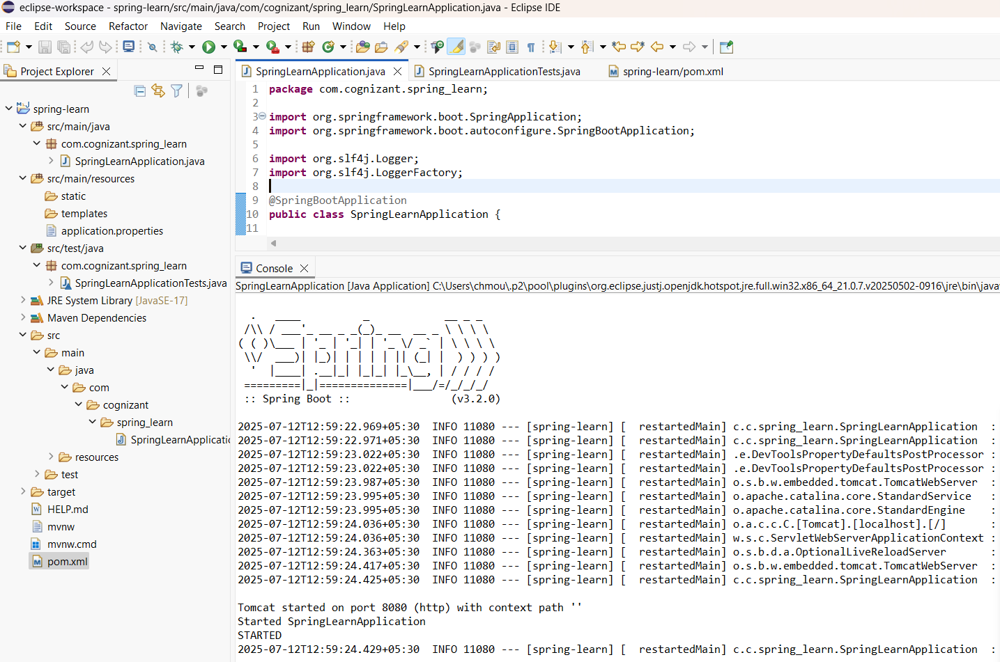 eclipse-workspace - spring-learn/src/main/java/com/cognizant/spring_learn/SpringLearnApplication.java - Eclipse IDE
File Edit Source Refactor Navigate Search Project Run Window Help
Project Explorer
spring-learn
src/main/java
com.cognizant.spring_learn
SpringLearnApplication.java
src/main/resources
static
templates
application.properties
src/test/java
com.cognizant.spring_learn
SpringLearnApplicationTests.java
JRE System Library [JavaSE-17]
Maven Dependencies
src
main
java
com
cognizant
spring_learn
SpringLearnApplicatic
resources
test
target
HELP.md
mvnw
mvnw.cmd
pom.xml
SpringLearnApplication.java SpringLearnApplicationTests.java spring-learn/pom.xml
1 package com.cognizant.spring_learn;
2
3 import org.springframework.boot.SpringApplication;
4 import org.springframework.boot.autoconfigure.SpringBootApplication;
5
6 import org.slf4j.Logger;
7 import org.slf4j.LoggerFactory;
8
9 @SpringBootApplication
10 public class SpringLearnApplication {
11
Console
SpringLearnApplication [Java Application] C:\Users\chmou\.p2\pool\plugins\org.eclipse.justj.openjdk.hotspot.jre.full.win32.x86_64_21.0.7.v20250502-0916\jre\bin\java
Spring
:: Spring Boot :: (v3.2.0)
2025-07-12T12:59:22.969+05:30 INFO 11080 --- [spring-learn] [ restartedMain] c.c.spring_learn.SpringLearnApplication :
2025-07-12T12:59:22.971+05:30 INFO 11080 --- [spring-learn] [ restartedMain] c.c.spring_learn.SpringLearnApplication :
2025-07-12T12:59:23.022+05:30 INFO 11080 --- [spring-learn] [ restartedMain] .e.DevToolsPropertyDefaultsPostProcessor :
2025-07-12T12:59:23.022+05:30 INFO 11080 --- [spring-learn] [ restartedMain] .e.DevToolsPropertyDefaultsPostProcessor :
2025-07-12T12:59:23.987+05:30 INFO 11080 --- [spring-learn] [ restartedMain] o.s.b.w.embedded.tomcat.TomcatWebServer :
2025-07-12T12:59:23.995+05:30 INFO 11080 --- [spring-learn] [ restartedMain] o.apache.catalina.core.StandardService :
2025-07-12T12:59:23.995+05:30 INFO 11080 --- [spring-learn] [ restartedMain] o.apache.catalina.core.StandardEngine :
2025-07-12T12:59:24.036+05:30 INFO 11080 --- [spring-learn] [ restartedMain] o.a.c.c.C.[Tomcat].[localhost].[/] :
2025-07-12T12:59:24.036+05:30 INFO 11080 --- [spring-learn] [ restartedMain] w.s.c.ServletWebServerApplicationContext :
2025-07-12T12:59:24.363+05:30 INFO 11080 --- [spring-learn] [ restartedMain] o.s.b.d.a.OptionalLiveReloadServer :
2025-07-12T12:59:24.417+05:30 INFO 11080 --- [spring-learn] [ restartedMain] o.s.b.w.embedded.tomcat.TomcatWebServer :
2025-07-12T12:59:24.425+05:30 INFO 11080 --- [spring-learn] [ restartedMain] c.c.spring_learn.SpringLearnApplication :
Tomcat started on port 8080 (http) with context path ''
Started SpringLearnApplication
STARTED
2025-07-12T12:59:24.429+05:30 INFO 11080 --- [spring-learn] [ restartedMain] c.c.spring_learn.SpringLearnApplication :